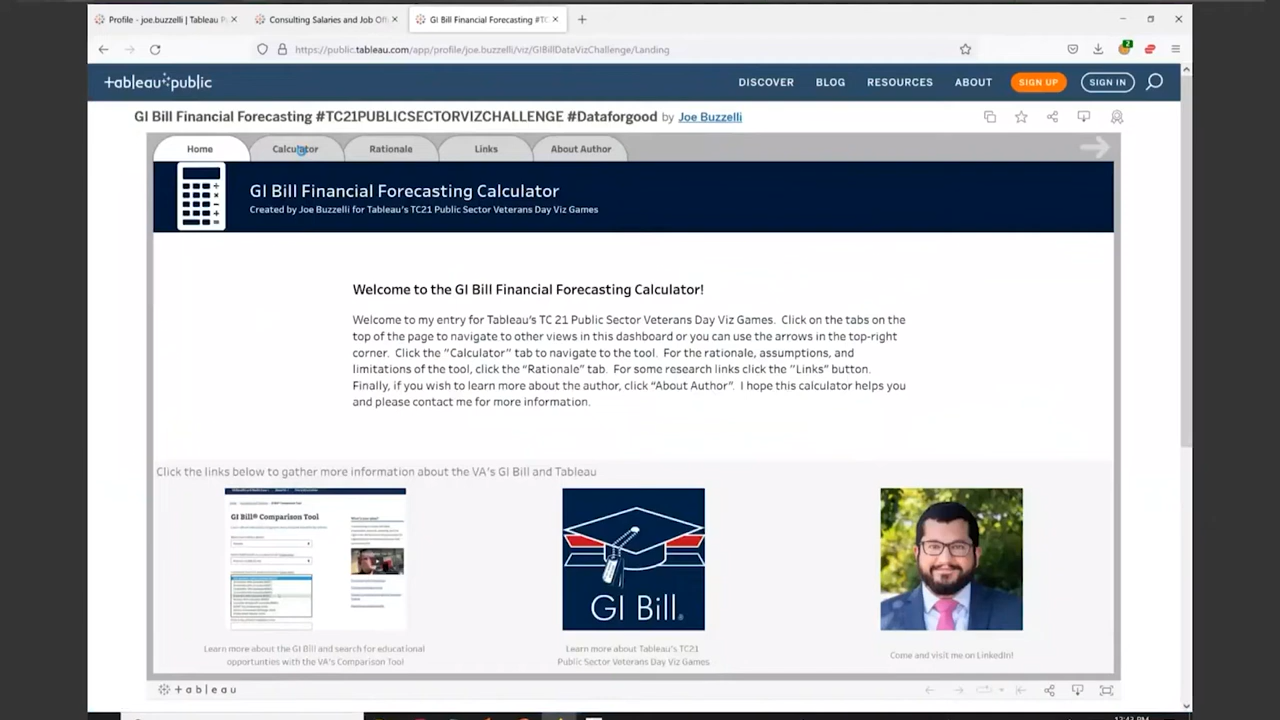 Profile - joe.buzzelli | Tableau P
Consulting Salaries and Job Of
GI Bill Financial Forecasting #TC
https://public.tableau.com/app/profile/joe.buzzelli/viz/GIBillDataVizChallenge/Landing
2
+ableau public
DISCOVER
BLOG
RESOURCES
ABOUT
SIGN UP
SIGN IN
GI Bill Financial Forecasting #TC21PUBLICSECTORVIZCHALLENGE #Dataforgood by Joe Buzzelli
Home
Calculator
Rationale
Links
About Author
GI Bill Financial Forecasting Calculator
Created by Joe Buzzelli for Tableau's TC21 Public Sector Veterans Day Viz Games
Welcome to the GI Bill Financial Forecasting Calculator!
Welcome to my entry for Tableau's TC 21 Public Sector Veterans Day Viz Games. Click on the tabs on the
top of the page to navigate to other views in this dashboard or you can use the arrows in the top-right
corner. Click the "Calculator" tab to navigate to the tool. For the rationale, assumptions, and
limitations of the tool, click the "Rationale" tab. For some research links click the "Links" button.
Finally, if you wish to learn more about the author, click "About Author". I hope this calculator helps you
and please contact me for more information.
Click the links below to gather more information about the VA's GI Bill and Tableau
GI Bill® Comparison Tool
GI Bill®
Learn more about the GI Bill and search for educational
opportunities with the VA's Comparison Tool
Learn more about Tableau's TC21
Public Sector Veterans Day Viz Games
Come and visit me on LinkedIn!
+ableau
12:43 PM